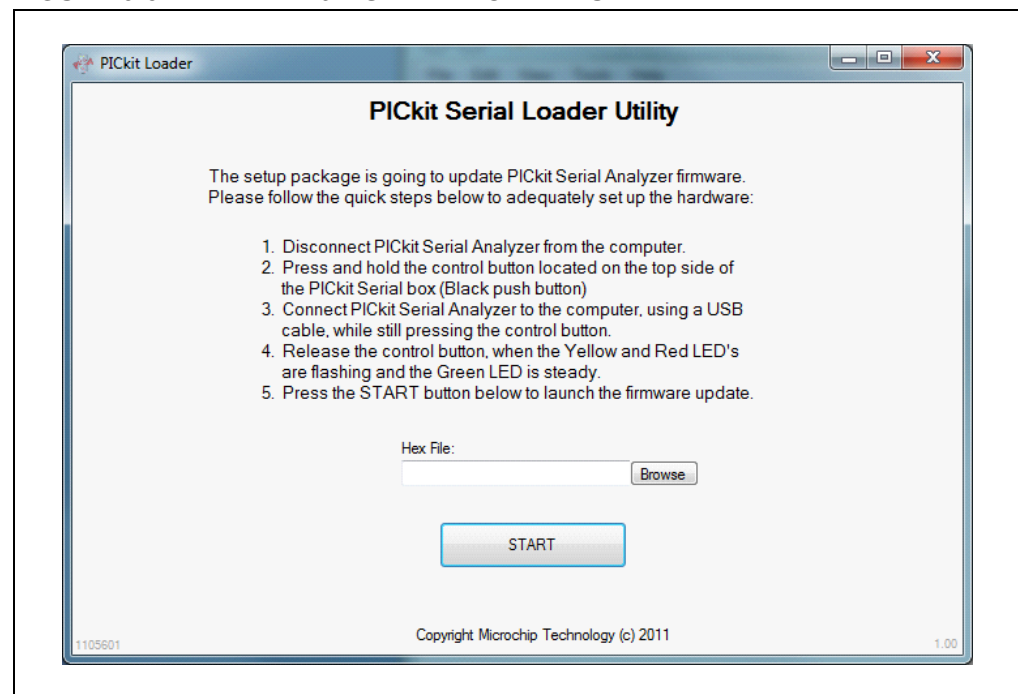 PICkit Loader
PICkit Serial Loader Utility
The setup package is going to update PICkit Serial Analyzer firmware.
Please follow the quick steps below to adequately set up the hardware:
1. Disconnect PICkit Serial Analyzer from the computer.
2. Press and hold the control button located on the top side of
the PICkit Serial box (Black push button)
3. Connect PICkit Serial Analyzer to the computer, using a USB
cable, while still pressing the control button.
4. Release the control button, when the Yellow and Red LED's
are flashing and the Green LED is steady.
5. Press the START button below to launch the firmware update.
Hex File:
Browse
START
Copyright Microchip Technology (c) 2011
1105601
1.00